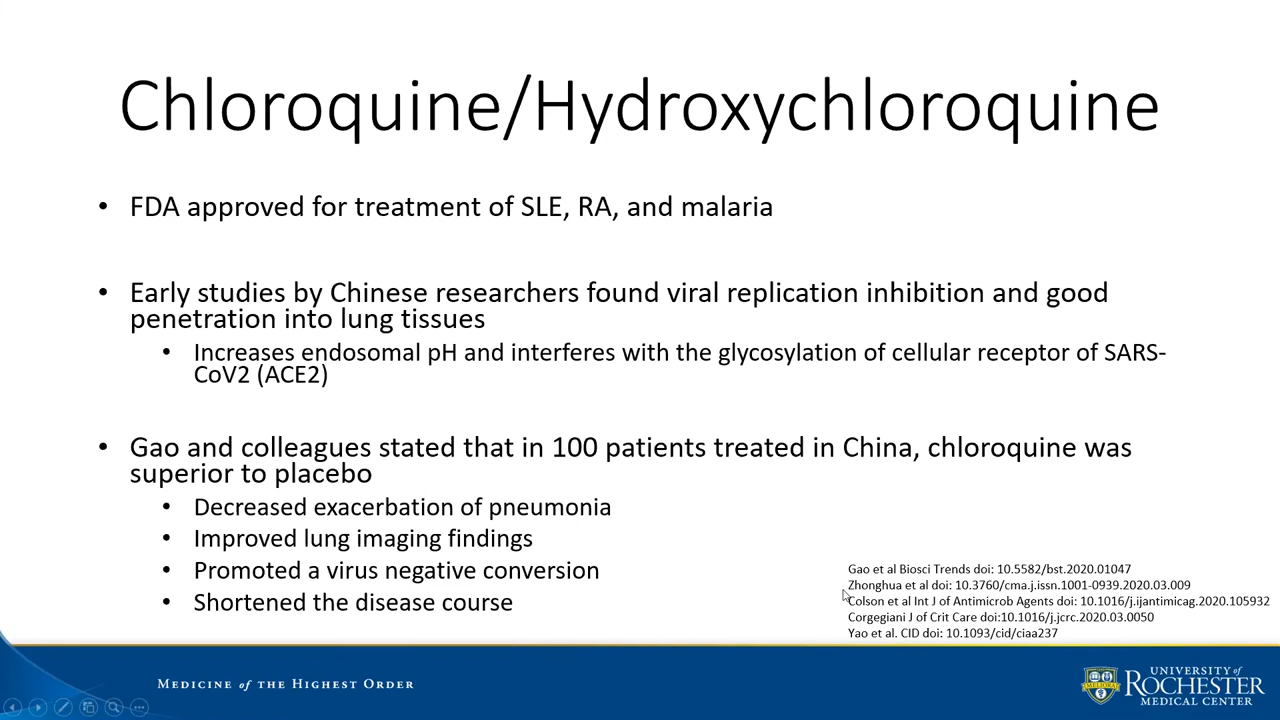 Chloroquine/Hydroxychloroquine
• FDA approved for treatment of SLE, RA, and malaria
• Early studies by Chinese researchers found viral replication inhibition and good
penetration into lung tissues
• Increases endosomal pH and interferes with the glycosylation of cellular receptor of SARS-
CoV2 (ACE2)
• Gao and colleagues stated that in 100 patients treated in China, chloroquine was
superior to placebo
• Decreased exacerbation of pneumonia
• Improved lung imaging findings
• Promoted a virus negative conversion
• Shortened the disease course
Gao et al Biosci Trends doi: 10.5582/bst.2020.01047
Zhonghua et al doi: 10.3760/cma.j.issn.1001-0939.2020.03.009
Colson et al Int J of Antimicrob Agents doi: 10.1016/j.ijantimicag.2020.105932
Corgegiani J of Crit Care doi:10.1016/j.jcrc.2020.03.0050
Yao et al. CID doi: 10.1093/cid/ciaa237
MEDICINE of THE HIGHEST ORDER
MELIORA
UNIVERSITY of
ROCHESTER
MEDICAL CENTER